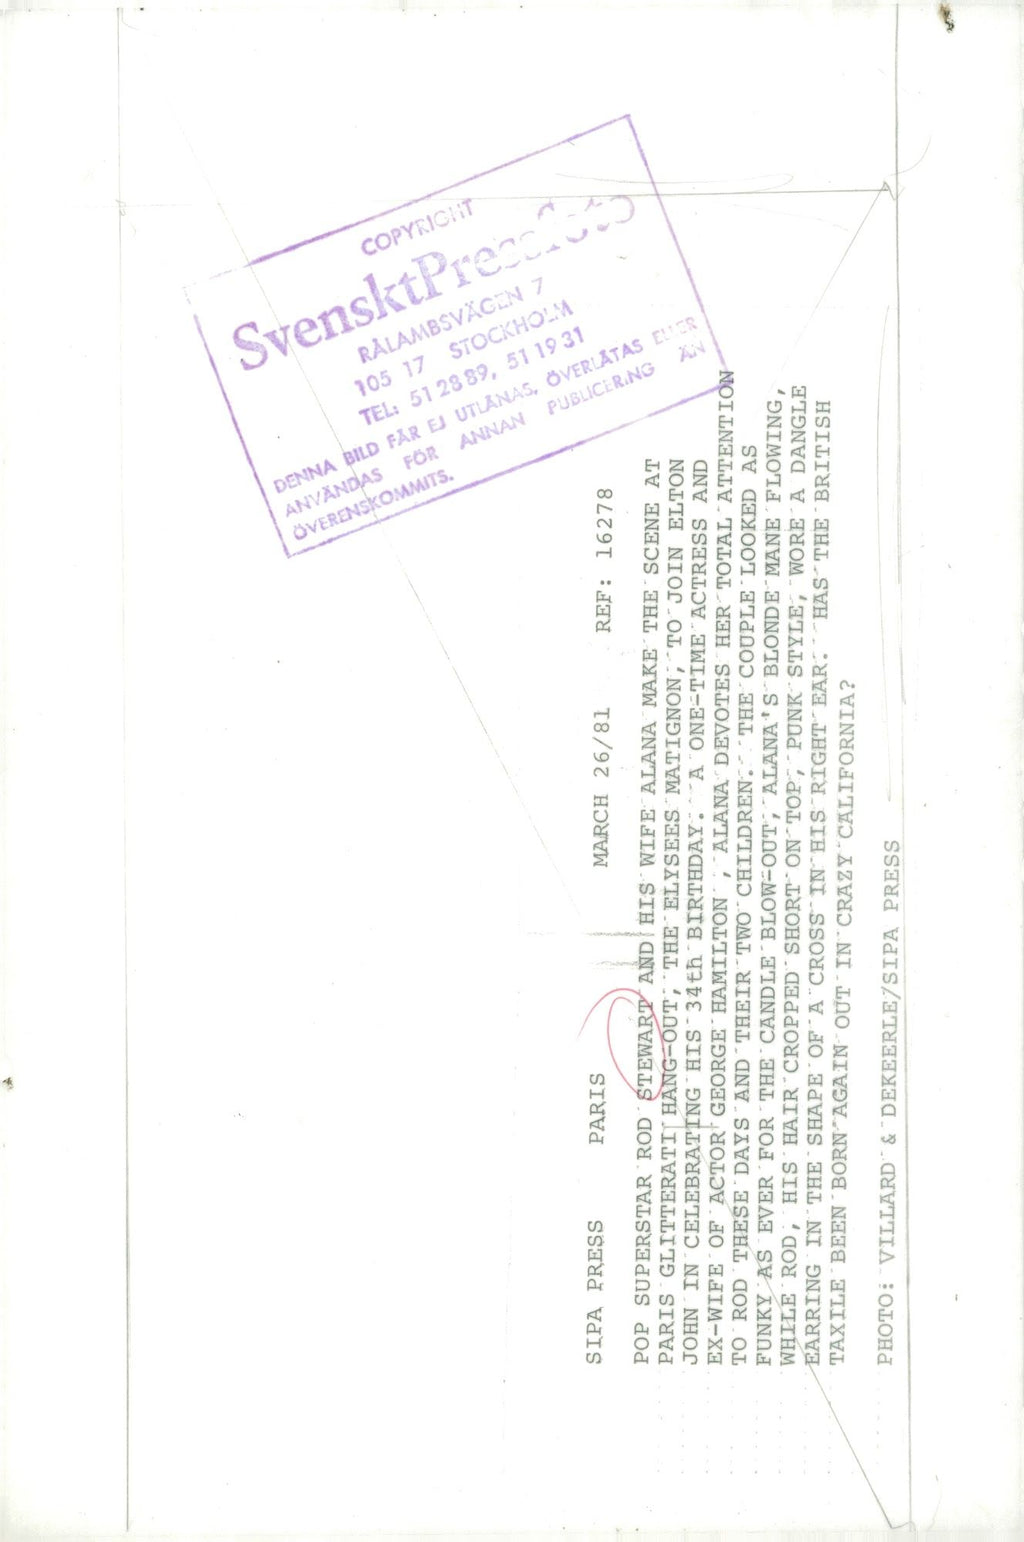 COPYRIGHT
SvensktPressfoto
RÅLAMBSVÄGEN 7
105 17 STOCKHOLM
TEL: 51 28 89, 51 19 31
DENNA BILD FÅR EJ UTLÅNAS, ÖVERLÅTAS ELLER
ANVÄNDAS FÖR ANNAN PUBLICERING ÄN
ÖVERENSKOMMITS.
SIPA PRESS PARIS MARCH 26/81 REF: 16278
POP SUPERSTAR ROD STEWART AND HIS WIFE ALANA MAKE THE SCENE AT
PARIS GLITTERATI HANG-OUT, THE ELYSEES MATIGNON, TO JOIN ELTON
JOHN IN CELEBRATING HIS 34th BIRTHDAY. A ONE-TIME ACTRESS AND
EX-WIFE OF ACTOR GEORGE HAMILTON, ALANA DEVOTES HER TOTAL ATTENTION
TO ROD THESE DAYS AND THEIR TWO CHILDREN. THE COUPLE LOOKED AS
FUNKY AS EVER FOR THE CANDLE BLOW-OUT, ALANA'S BLONDE MANE FLOWING,
WHILE ROD, HIS HAIR CROPPED SHORT ON TOP, PUNK STYLE, WORE A DANGLE
EARRING IN THE SHAPE OF A CROSS IN HIS RIGHT EAR. HAS THE BRITISH
TAXILE BEEN BORN AGAIN OUT IN CRAZY CALIFORNIA?
PHOTO: VILLARD & DEKEERLE/SIPA PRESS